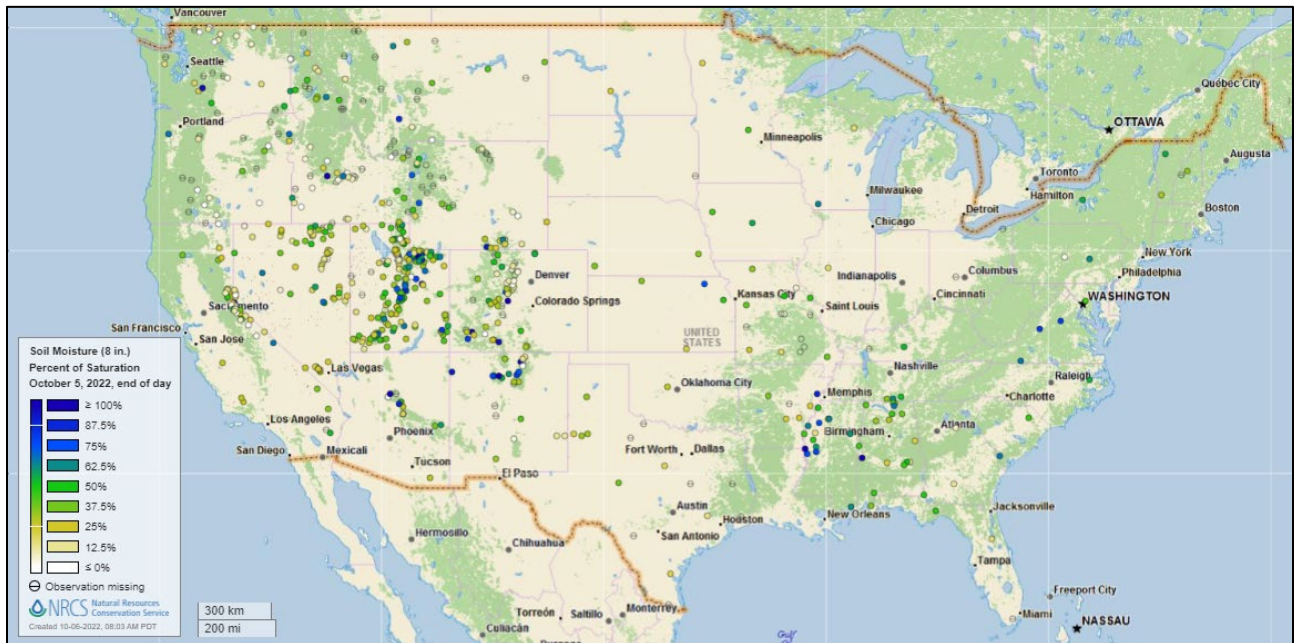 Vancouver
Seattle
Portland
Québec City
OTTAWA
Augusta
Minneapolis
Toronto
Hamilton
Milwaukee
Detroit
Boston
Chicago
New York
Philadelphia
Indianapolis
Columbus
WASHINGTON
Denver
Colorado Springs
Kansas City
Cincinnati
Saint Louis
Sacramento
San Francisco
San Jose
UNITED
STATES
Las Vegas
Nashville
Raleigh
Memphis
Charlotte
Oklahoma City
Los Angeles
Birmingham
Atlanta
Phoenix
San Diego
Mexicali
Fort Worth
Dallas
Tucson
El Paso
Austin
Jacksonville
Houston
New Orleans
San Antonio
Hermosillo
Chihuahua
Tampa
Freeport City
Torreón
Saltillo
Monterrey
Miami
NASSAU
Culiacán
Gulf
Soil Moisture (8 in.)
Percent of Saturation
October 5, 2022, end of day
≥ 100%
87.5%
75%
62.5%
50%
37.5%
25%
12.5%
≤ 0%
Observation missing
NRCS Natural Resources
Conservation Service
Created 10-06-2022, 08:03 AM PDT
300 km
200 mi